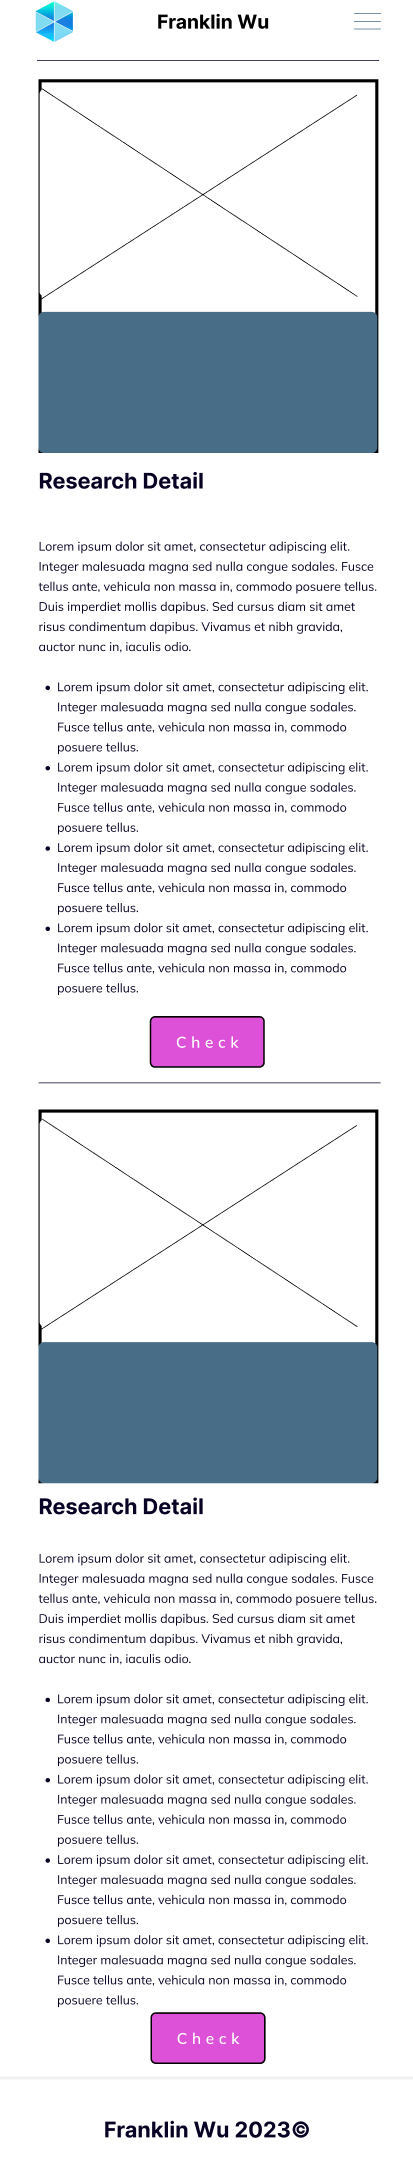 Franklin Wu
Research Detail
Lorem ipsum dolor sit amet, consectetur adipiscing elit.
Integer malesuada magna sed nulla congue sodales. Fusce
tellus ante, vehicula non massa in, commodo posuere tellus.
Duis imperdiet mollis dapibus. Sed cursus diam sit amet
risus condimentum dapibus. Vivamus et nibh gravida,
auctor nunc in, iaculis odio.
• Lorem ipsum dolor sit amet, consectetur adipiscing elit.
Integer malesuada magna sed nulla congue sodales.
Fusce tellus ante, vehicula non massa in, commodo
posuere tellus.
• Lorem ipsum dolor sit amet, consectetur adipiscing elit.
Integer malesuada magna sed nulla congue sodales.
Fusce tellus ante, vehicula non massa in, commodo
posuere tellus.
• Lorem ipsum dolor sit amet, consectetur adipiscing elit.
Integer malesuada magna sed nulla congue sodales.
Fusce tellus ante, vehicula non massa in, commodo
posuere tellus.
• Lorem ipsum dolor sit amet, consectetur adipiscing elit.
Integer malesuada magna sed nulla congue sodales.
Fusce tellus ante, vehicula non massa in, commodo
posuere tellus.
Check
Research Detail
Lorem ipsum dolor sit amet, consectetur adipiscing elit.
Integer malesuada magna sed nulla congue sodales. Fusce
tellus ante, vehicula non massa in, commodo posuere tellus.
Duis imperdiet mollis dapibus. Sed cursus diam sit amet
risus condimentum dapibus. Vivamus et nibh gravida,
auctor nunc in, iaculis odio.
• Lorem ipsum dolor sit amet, consectetur adipiscing elit.
Integer malesuada magna sed nulla congue sodales.
Fusce tellus ante, vehicula non massa in, commodo
posuere tellus.
• Lorem ipsum dolor sit amet, consectetur adipiscing elit.
Integer malesuada magna sed nulla congue sodales.
Fusce tellus ante, vehicula non massa in, commodo
posuere tellus.
• Lorem ipsum dolor sit amet, consectetur adipiscing elit.
Integer malesuada magna sed nulla congue sodales.
Fusce tellus ante, vehicula non massa in, commodo
posuere tellus.
• Lorem ipsum dolor sit amet, consectetur adipiscing elit.
Integer malesuada magna sed nulla congue sodales.
Fusce tellus ante, vehicula non massa in, commodo
posuere tellus.
Check
Franklin Wu 2023©